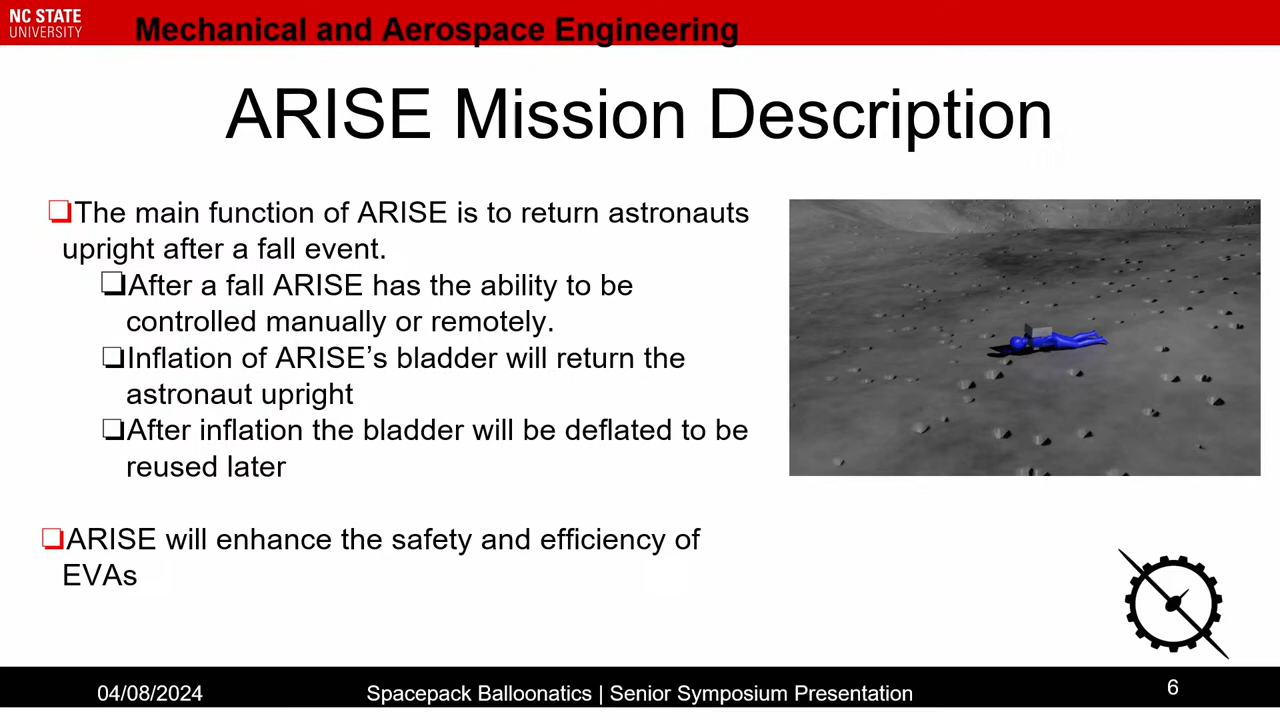 NC STATE
UNIVERSITY
Mechanical and Aerospace Engineering
ARISE Mission Description
❏The main function of ARISE is to return astronauts
upright after a fall event.
❏After a fall ARISE has the ability to be
controlled manually or remotely.
❏Inflation of ARISE’s bladder will return the
astronaut upright
❏After inflation the bladder will be deflated to be
reused later
❏ARISE will enhance the safety and efficiency of
EVAs
04/08/2024
Spacepack Balloonatics | Senior Symposium Presentation
6